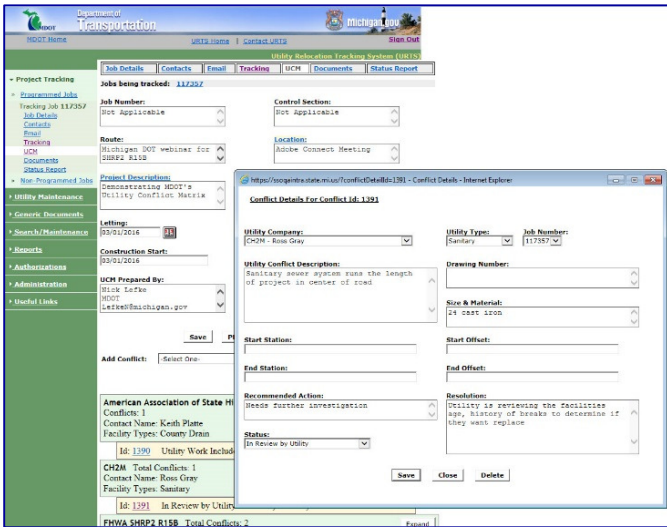 MDOT
Department of
Transportation
Michigan.gov
MDOT Home
URTS Home | Contact URTS
Sign Out
Utility Relocation Tracking System (URTS)
Project Tracking
Programmed Jobs
Tracking Job 117357
Job Details
Contacts
Email
Tracking
UCM
Documents
Status Report
Non-Programmed Jobs
Utility Maintenance
Generic Documents
Search/Maintenance
Reports
Authorizations
Administration
Useful Links
Job Details Contacts Email Tracking UCM Documents Status Report
Jobs being tracked: 117357
Job Number:
Not Applicable
Control Section:
Not Applicable
Route:
Michigan DOT webinar for
SHRP2 R15B
Location:
Adobe Connect Meeting
Project Description:
Demonstrating MDOT's
Utility Conflict Matrix
Letting:
03/01/2016
Construction Start:
03/01/2016
UCM Prepared By:
Nick Lefke
MDOT
LefkeN@michigan.gov
Save
Add Conflict: -Select One-
American Association of State Hi
Conflicts: 1
Contact Name: Keith Platte
Facility Types: County Drain
Id: 1390 Utility Work Includ
CH2M Total Conflicts: 1
Contact Name: Ross Gray
Facility Types: Sanitary
Id: 1391 In Review by Utility
FHWA SHRP2 R15B Total Conflicts: 2
Expand
https://ssogaintra.state.mi.us/?conflictDetailId=1391 - Conflict Details - Internet Explorer
Conflict Details For Conflict Id: 1391
Utility Company:
CH2M - Ross Gray
Utility Type:
Sanitary
Job Number:
117357
Utility Conflict Description:
Sanitary sewer system runs the length
of project in center of road
Drawing Number:
Size & Material:
24 cast iron
Start Station:
Start Offset:
End Station:
End Offset:
Recommended Action:
Needs further investigation
Resolution:
Utility is reviewing the facilities
age, history of breaks to determine if
they want replace
Status:
In Review by Utility
Save Close Delete